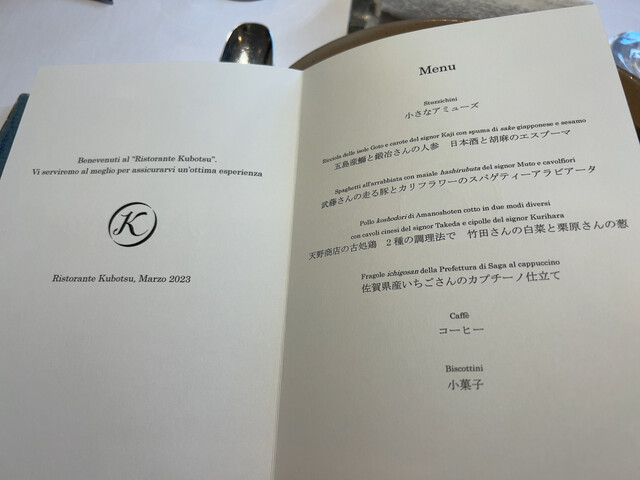 Benevenuti al "Ristorante Kubotsu".
Vi serviremo al meglio per assicurarvi un'ottima esperienza
K
Ristorante Kubotsu, Marzo 2023
Menu
Stuzzichini
小さなアミューズ
Ricciola delle isole Goto e carote del signor Kaji con spuma di sake giapponese e sesamo
五島産鰤と鍛冶さんの人参 日本酒と胡麻のエスプーマ
Spaghetti all'arrabbiata con maiale hashirubuta del signor Muto e cavolfiori
武藤さんの走る豚とカリフラワーのスパゲティーアラビアータ
Pollo koshodori di Amanoshoten cotto in due modi diversi
con cavoli cinesi del signor Takeda e cipolle del signor Kurihara
天野商店の古処鶏 2種の調理法で 竹田さんの白菜と栗原さんの葱
Fragole ichigosan della Prefettura di Saga al cappuccino
佐賀県産いちごさんのカプチーノ仕立て
Caffè
コーヒー
Biscottini
小菓子